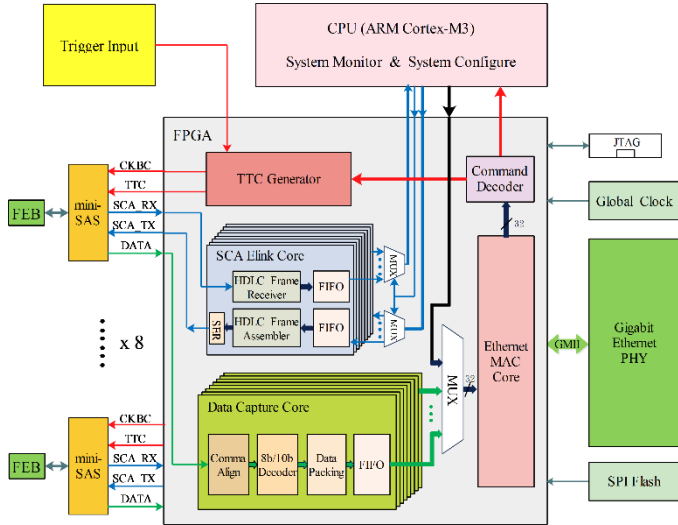 Trigger Input
CPU (ARM Cortex-M3)
System Monitor & System Configure
FPGA
CKBC
TTC
SCA_RX
SCA_TX
DATA
FEB
mini-
SAS
TTC Generator
Command
Decoder
JTAG
Global Clock
32
SCA Elink Core
HDLC Frame
Receiver
FIFO
MUX
SER
HDLC Frame
Assembler
FIFO
MUX
x 8
Ethernet
MAC
Core
GMII
Gigabit
Ethernet
PHY
MUX
32
Data Capture Core
Comma
Align
8b/10b
Decoder
Data
Packing
FIFO
CKBC
TTC
SCA_RX
SCA_TX
DATA
FEB
mini-
SAS
SPI Flash